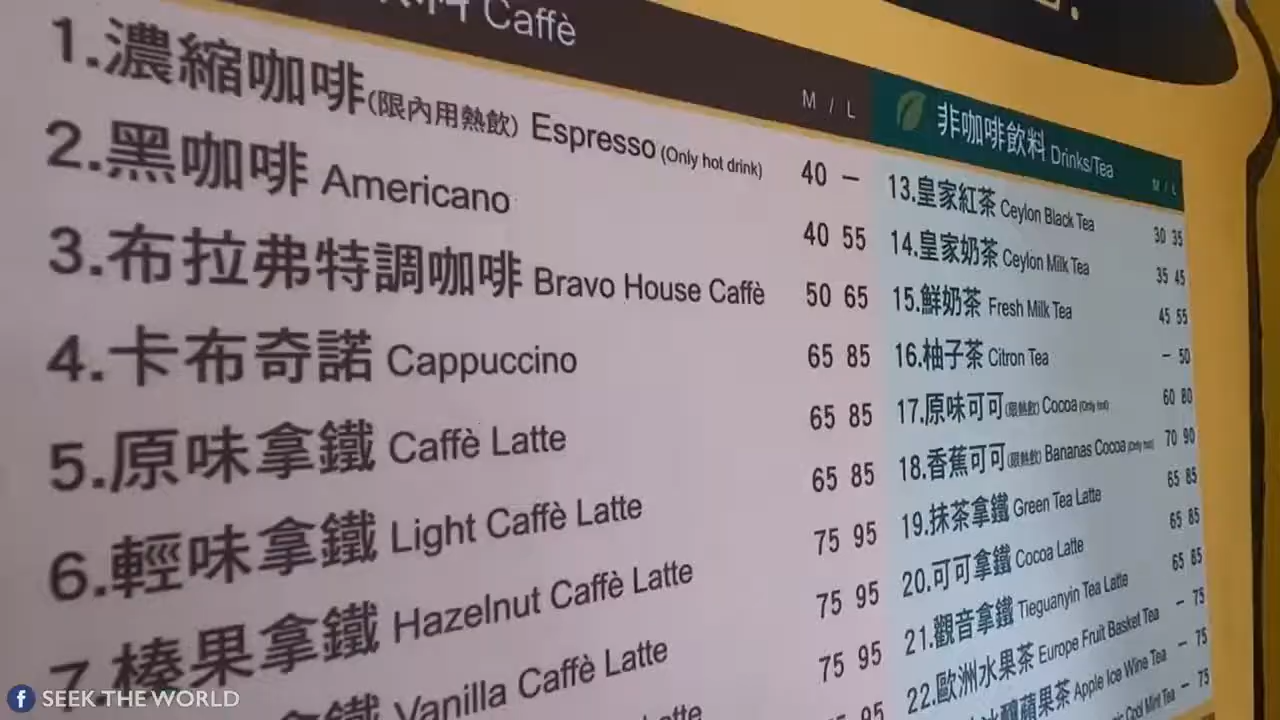 料 Caffè
M / L
1.濃縮咖啡(限內用熱飲) Espresso (Only hot drink) 40 –
2.黑咖啡 Americano 40 55
3.布拉弗特調咖啡 Bravo House Caffè 50 65
4.卡布奇諾 Cappuccino 65 85
5.原味拿鐵 Caffè Latte 65 85
6.輕味拿鐵 Light Caffè Latte 65 85
7.榛果拿鐵 Hazelnut Caffè Latte 75 95
拿鐵 Vanilla Caffè Latte 75 95
75 95
95
非咖啡飲料 Drinks/Tea
M / L
13.皇家紅茶 Ceylon Black Tea 30 35
14.皇家奶茶 Ceylon Milk Tea 35 45
15.鮮奶茶 Fresh Milk Tea 45 55
16.柚子茶 Citron Tea – 50
17.原味可可(限熱飲) Cocoa (Only hot) 60 80
18.香蕉可可(限熱飲) Bananas Cocoa (Only hot) 70 90
19.抹茶拿鐵 Green Tea Latte 65 85
20.可可拿鐵 Cocoa Latte 65 85
21.觀音拿鐵 Tieguanyin Tea Latte 65 85
22.歐洲水果茶 Europe Fruit Basket Tea – 75
冰釀蘋果茶 Apple Ice Wine Tea – 75
Cool Mint Tea – 75
SEEK THE WORLD